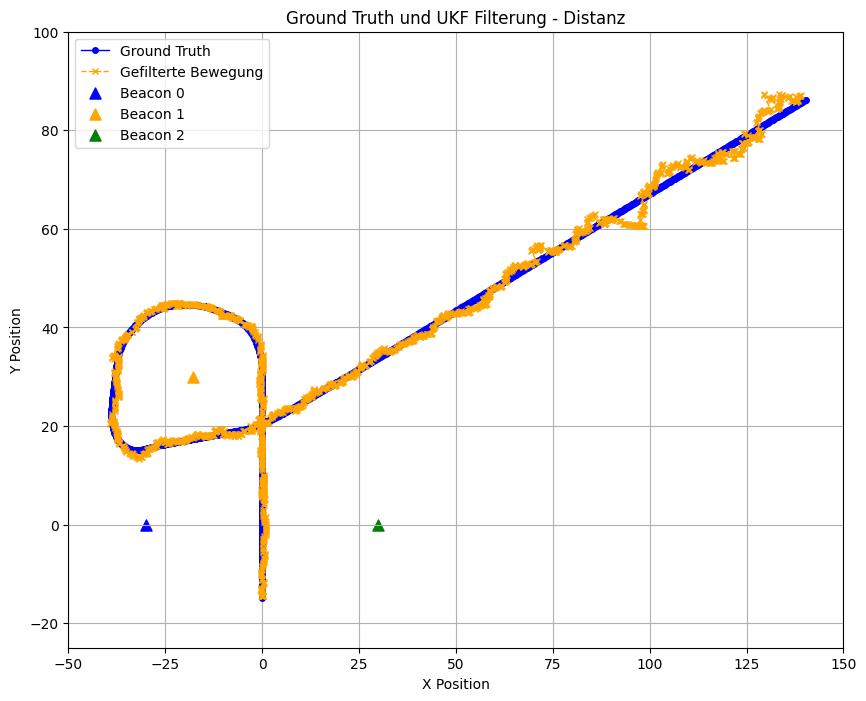 Ground Truth und UKF Filterung - Distanz
Ground Truth
Gefilterte Bewegung
Beacon 0
Beacon 1
Beacon 2
Y Position
100
80
60
40
20
0
−20
−50
−25
0
25
50
75
100
125
150
X Position